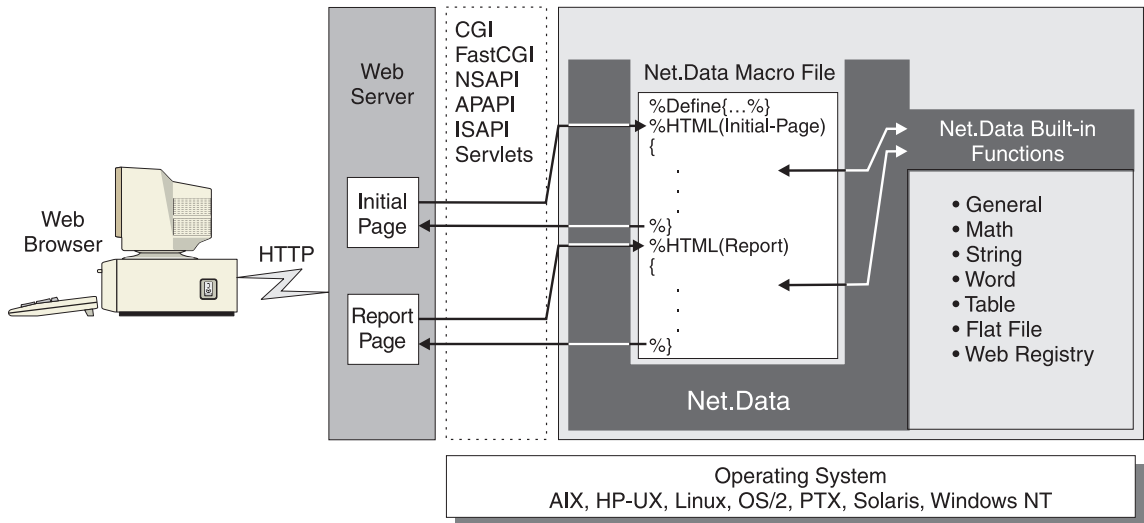 Web
Browser
HTTP
Web
Server
Initial
Page
Report
Page
CGI
FastCGI
NSAPI
APAPI
ISAPI
Servlets
Net.Data Macro File
%Define{...%}
%HTML(Initial-Page)
{
.
.
.
%}
%HTML(Report)
{
.
.
.
%}
Net.Data
Net.Data Built-in
Functions
• General
• Math
• String
• Word
• Table
• Flat File
• Web Registry
Operating System
AIX, HP-UX, Linux, OS/2, PTX, Solaris, Windows NT